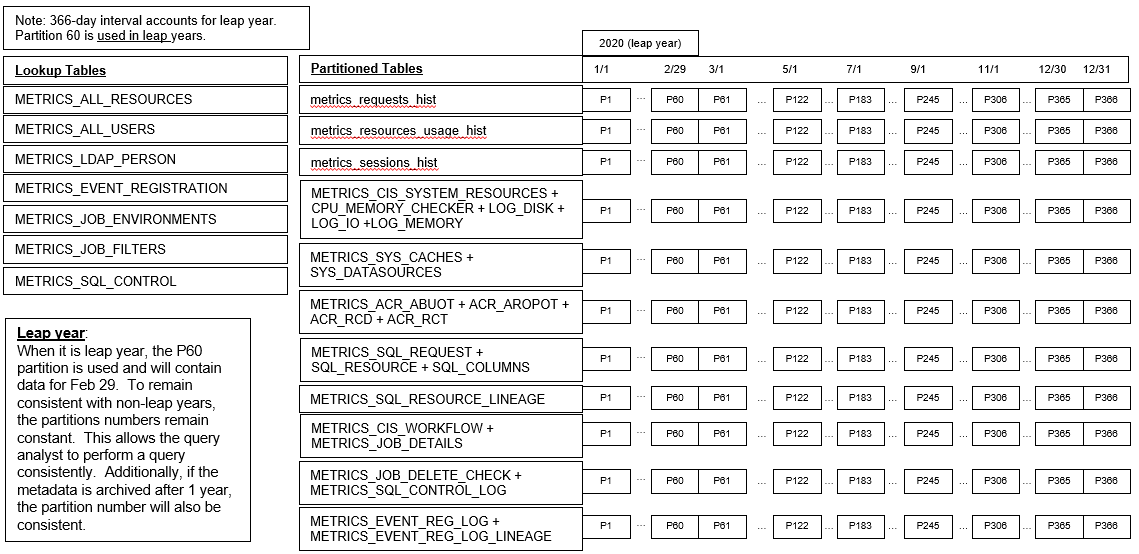 Note: 366-day interval accounts for leap year.
Partition 60 is used in leap years.
2020 (leap year)
Lookup Tables
METRICS_ALL_RESOURCES
METRICS_ALL_USERS
METRICS_LDAP_PERSON
METRICS_EVENT_REGISTRATION
METRICS_JOB_ENVIRONMENTS
METRICS_JOB_FILTERS
METRICS_SQL_CONTROL
Leap year:
When it is leap year, the P60
partition is used and will contain
data for Feb 29. To remain
consistent with non-leap years,
the partitions numbers remain
constant. This allows the query
analyst to perform a query
consistently. Additionally, if the
metadata is archived after 1 year,
the partition number will also be
consistent.
Partitioned Tables 1/1 2/29 3/1 5/1 7/1 9/1 11/1 12/30 12/31
metrics_requests_hist P1 ... P60 P61 ... P122 ... P183 ... P245 ... P306 ... P365 P366
metrics_resources_usage_hist P1 ... P60 P61 ... P122 ... P183 ... P245 ... P306 ... P365 P366
metrics_sessions_hist P1 ... P60 P61 ... P122 ... P183 ... P245 ... P306 ... P365 P366
METRICS_CIS_SYSTEM_RESOURCES +
CPU_MEMORY_CHECKER + LOG_DISK +
LOG_IO +LOG_MEMORY
P1 ... P60 P61 ... P122 ... P183 ... P245 ... P306 ... P365 P366
METRICS_SYS_CACHES +
SYS_DATASOURCES
P1 ... P60 P61 ... P122 ... P183 ... P245 ... P306 ... P365 P366
METRICS_ACR_ABUOT + ACR_AROPOT +
ACR_RCD + ACR_RCT
P1 ... P60 P61 ... P122 ... P183 ... P245 ... P306 ... P365 P366
METRICS_SQL_REQUEST +
SQL_RESOURCE + SQL_COLUMNS
P1 ... P60 P61 ... P122 ... P183 ... P245 ... P306 ... P365 P366
METRICS_SQL_RESOURCE_LINEAGE P1 ... P60 P61 ... P122 ... P183 ... P245 ... P306 ... P365 P366
METRICS_CIS_WORKFLOW +
METRICS_JOB_DETAILS
P1 ... P60 P61 ... P122 ... P183 ... P245 ... P306 ... P365 P366
METRICS_JOB_DELETE_CHECK +
METRICS_SQL_CONTROL_LOG
P1 ... P60 P61 ... P122 ... P183 ... P245 ... P306 ... P365 P366
METRICS_EVENT_REG_LOG +
METRICS_EVENT_REG_LOG_LINEAGE
P1 ... P60 P61 ... P122 ... P183 ... P245 ... P306 ... P365 P366